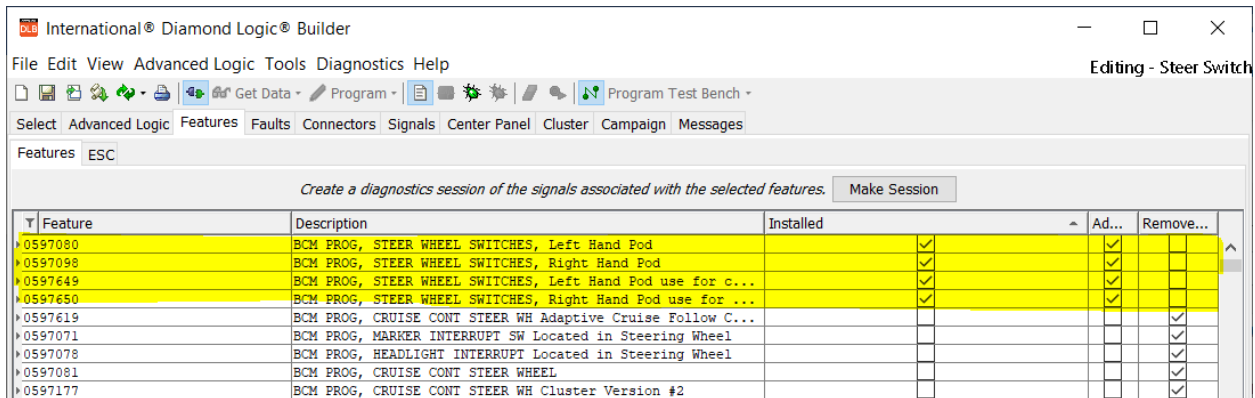 DLB International® Diamond Logic® Builder
File Edit View Advanced Logic Tools Diagnostics Help
Editing - Steer Switch
Get Data Program Program Test Bench
Select Advanced Logic Features Faults Connectors Signals Center Panel Cluster Campaign Messages
Features ESC
Create a diagnostics session of the signals associated with the selected features. Make Session
Feature Description Installed Ad... Remove...
0597080 BCM PROG, STEER WHEEL SWITCHES, Left Hand Pod
0597098 BCM PROG, STEER WHEEL SWITCHES, Right Hand Pod
0597649 BCM PROG, STEER WHEEL SWITCHES, Left Hand Pod use for c...
0597650 BCM PROG, STEER WHEEL SWITCHES, Right Hand Pod use for ...
0597619 BCM PROG, CRUISE CONT STEER WH Adaptive Cruise Follow C...
0597071 BCM PROG, MARKER INTERRUPT SW Located in Steering Wheel
0597078 BCM PROG, HEADLIGHT INTERRUPT Located in Steering Wheel
0597081 BCM PROG, CRUISE CONT STEER WHEEL
0597177 BCM PROG, CRUISE CONT STEER WH Cluster Version #2